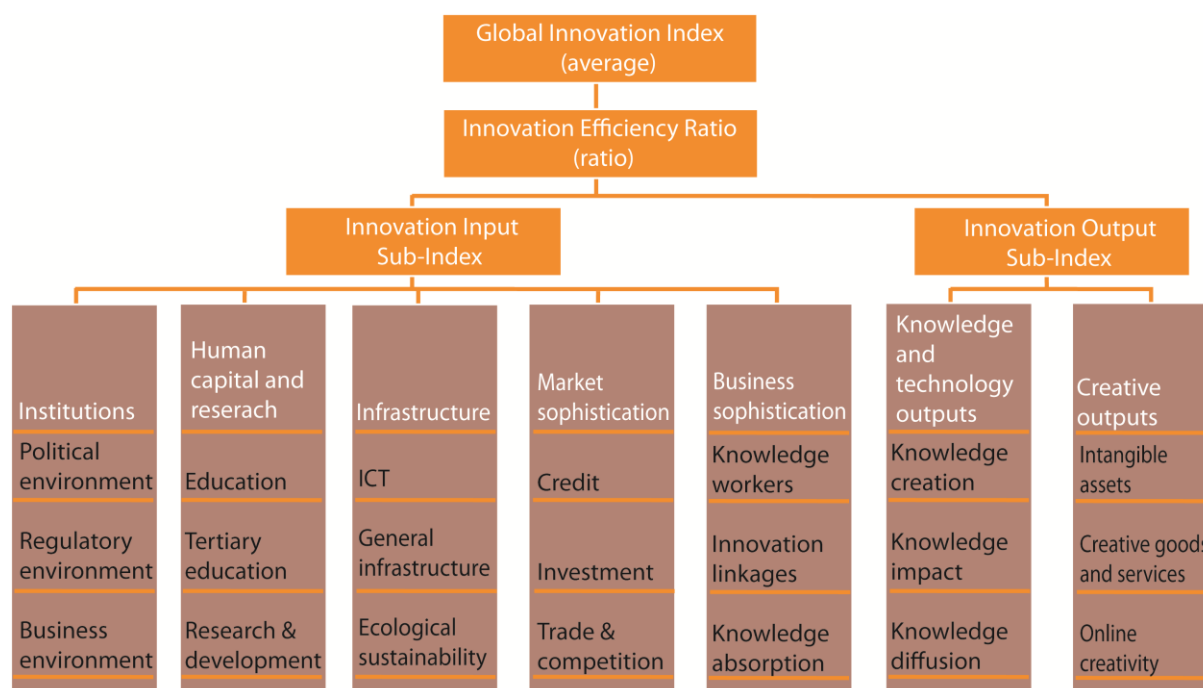 Global Innovation Index
(average)
Innovation Efficiency Ratio
(ratio)
Innovation Input
Sub-Index
Innovation Output
Sub-Index
Institutions
Political
environment
Regulatory
environment
Business
environment
Human
capital and
reserach
Education
Tertiary
education
Research &
development
Infrastructure
ICT
General
infrastructure
Ecological
sustainability
Market
sophistication
Credit
Investment
Trade &
competition
Business
sophistication
Knowledge
workers
Innovation
linkages
Knowledge
absorption
Knowledge
and
technology
outputs
Knowledge
creation
Knowledge
impact
Knowledge
diffusion
Creative
outputs
Intangible
assets
Creative goods
and services
Online
creativity